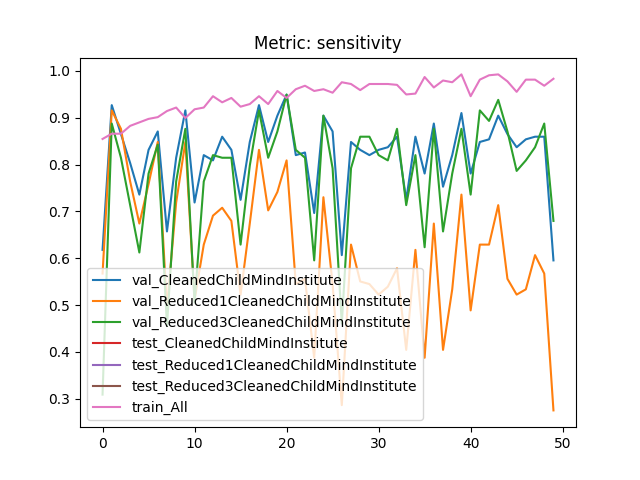 Metric: sensitivity
1.0
0.9
0.8
0.7
0.6
0.5
0.4
0.3
val_CleanedChildMindInstitute
val_Reduced1CleanedChildMindInstitute
val_Reduced3CleanedChildMindInstitute
test_CleanedChildMindInstitute
test_Reduced1CleanedChildMindInstitute
test_Reduced3CleanedChildMindInstitute
train_All
0 10 20 30 40 50